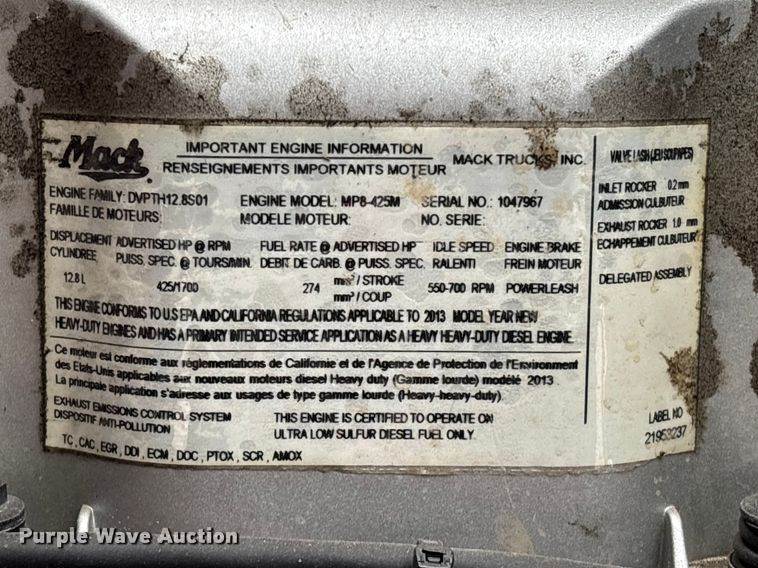 Mack
IMPORTANT ENGINE INFORMATION
RENSEIGNEMENTS IMPORTANTS MOTEUR
MACK TRUCKS, INC.
ENGINE FAMILY: DVPTH12.8S01 ENGINE MODEL: MP8-425M SERIAL NO.: 1047967
FAMILLE DE MOTEURS: MODELE MOTEUR: NO. SERIE:
DISPLACEMENT ADVERTISED HP @ RPM FUEL RATE @ ADVERTISED HP IDLE SPEED ENGINE BRAKE
CYLINDREE PUISS. SPEC. @ TOURS/MIN. DEBIT DE CARB. @ PUISS. SPEC. RALENTI FREIN MOTEUR
12.8 L 425/1700 274 mm³ / STROKE 550-700 RPM POWERLEASH
mm³ / COUP
THIS ENGINE CONFORMS TO U.S EPA AND CALIFORNIA REGULATIONS APPLICABLE TO 2013 MODEL YEAR NEW
HEAVY-DUTY ENGINES AND HAS A PRIMARY INTENDED SERVICE APPLICATION AS A HEAVY HEAVY-DUTY DIESEL ENGINE.
Ce moteur est conforme aux réglementations de Californie et de l'Agence de Protection de l'Environment
des Etats-Unis applicables aux nouveaux moteurs diesel Heavy duty (Gamme lourde) modélé 2013.
La principale application s'adresse aux usages de type gamme lourde (Heavy-heavy-duty).
EXHAUST EMISSIONS CONTROL SYSTEM THIS ENGINE IS CERTIFIED TO OPERATE ON
DISPOSITIF ANTI-POLLUTION ULTRA LOW SULFUR DIESEL FUEL ONLY.
TC, CAC, EGR, DDI, ECM, DOC, PTOX, SCR, AMOX
VALVE LASH (JEU SOUPAPES)
INLET ROCKER 0.2 mm
ADMISSION CULBUTEUR
EXHAUST ROCKER 1.0 mm
ECHAPPEMENT CULBUTEUR
DELEGATED ASSEMBLY
LABEL NO
21953237
Purple Wave Auction